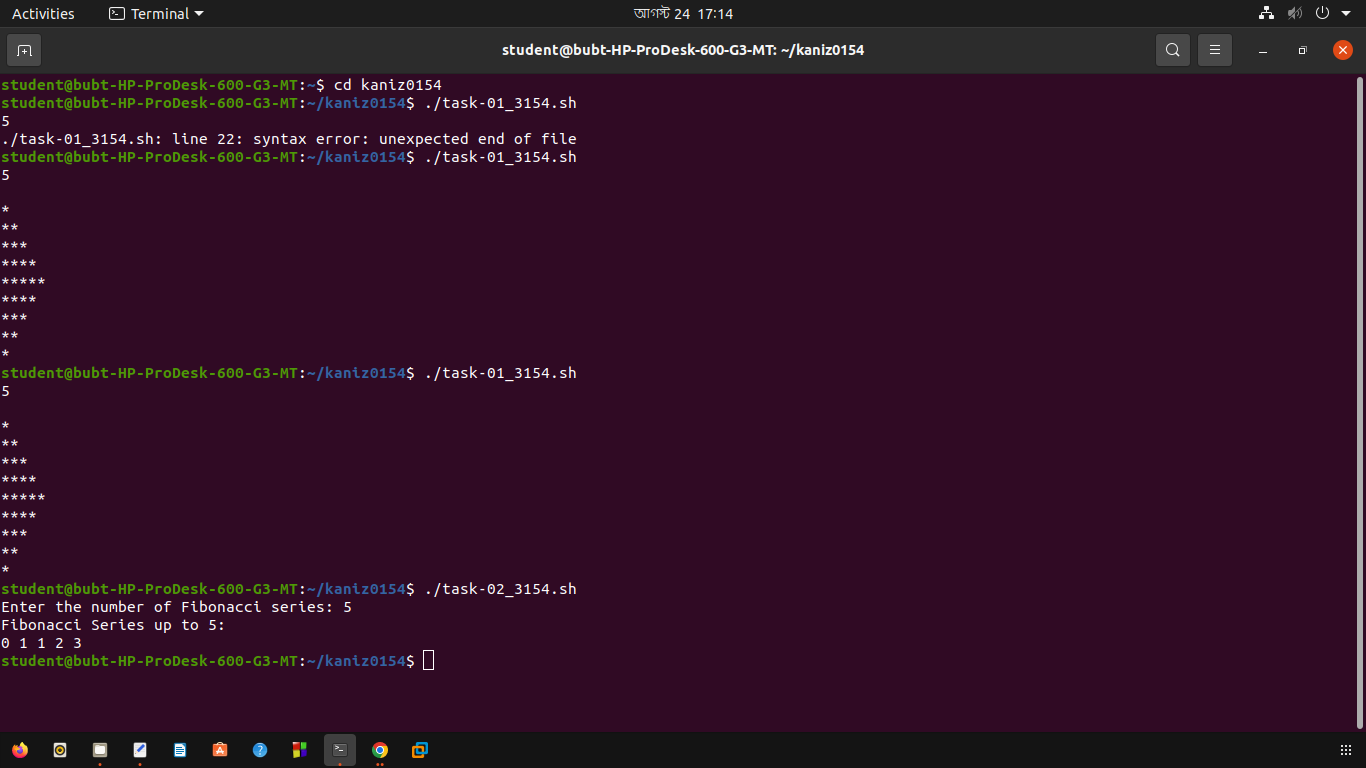 Activities
Terminal
আগস্ট 24 17:14
student@bubt-HP-ProDesk-600-G3-MT: ~/kaniz0154
student@bubt-HP-ProDesk-600-G3-MT:~$ cd kaniz0154
student@bubt-HP-ProDesk-600-G3-MT:~/kaniz0154$ ./task-01_3154.sh
5
./task-01_3154.sh: line 22: syntax error: unexpected end of file
student@bubt-HP-ProDesk-600-G3-MT:~/kaniz0154$ ./task-01_3154.sh
5
*
**
***
****
*****
****
***
**
*
student@bubt-HP-ProDesk-600-G3-MT:~/kaniz0154$ ./task-01_3154.sh
5
*
**
***
****
*****
****
***
**
*
student@bubt-HP-ProDesk-600-G3-MT:~/kaniz0154$ ./task-02_3154.sh
Enter the number of Fibonacci series: 5
Fibonacci Series up to 5:
0 1 1 2 3
student@bubt-HP-ProDesk-600-G3-MT:~/kaniz0154$